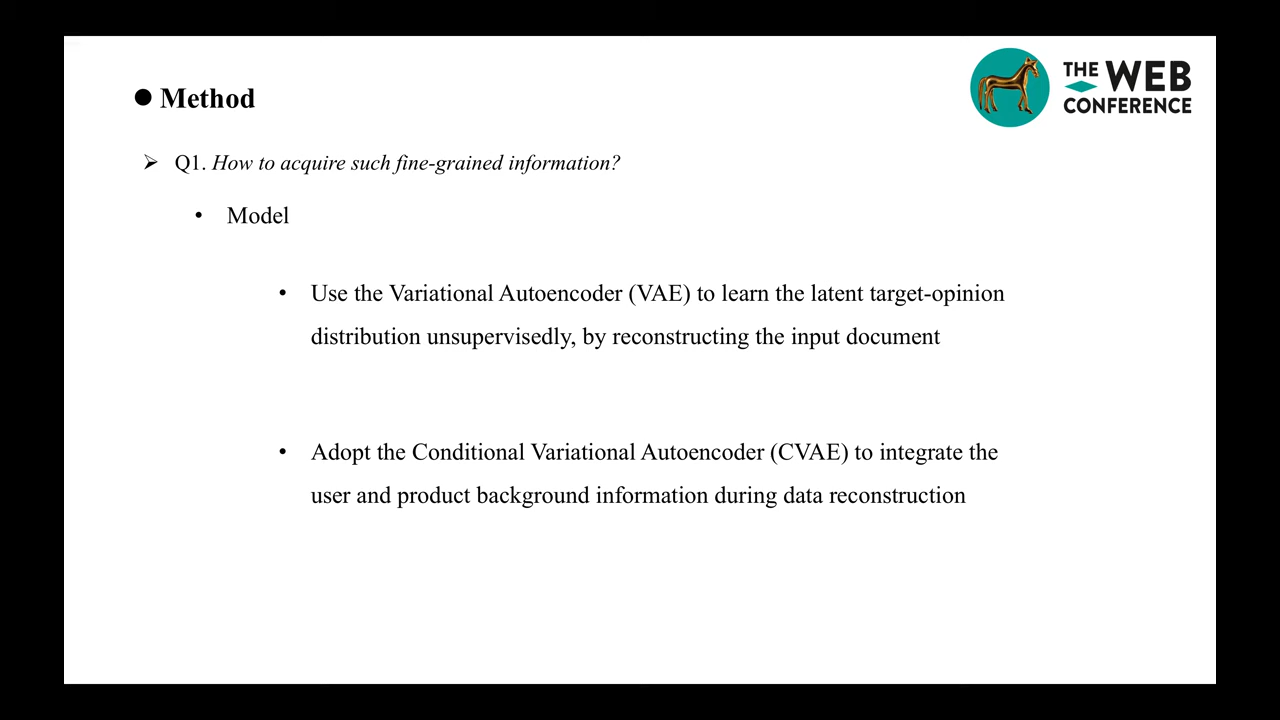 THE WEB
CONFERENCE
● Method
➢ Q1. How to acquire such fine-grained information?
• Model
• Use the Variational Autoencoder (VAE) to learn the latent target-opinion
distribution unsupervisedly, by reconstructing the input document
• Adopt the Conditional Variational Autoencoder (CVAE) to integrate the
user and product background information during data reconstruction